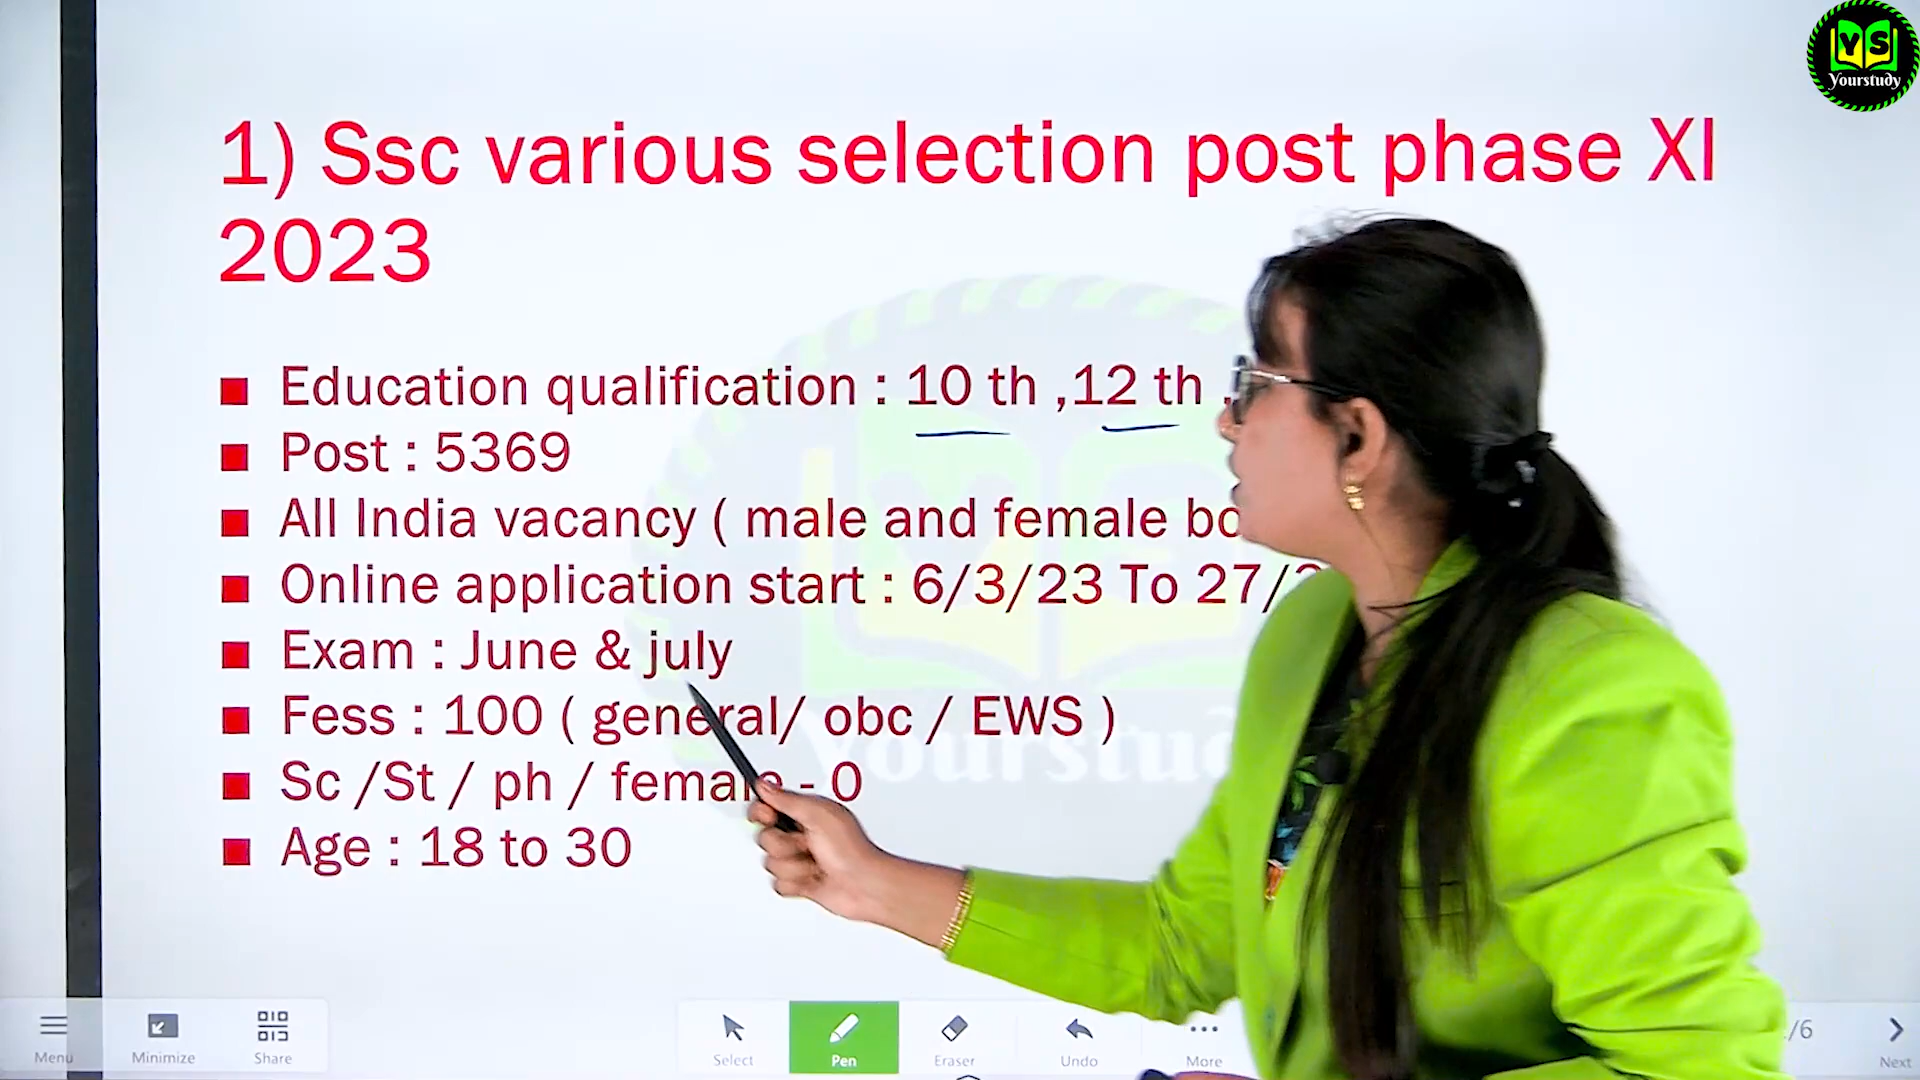 YS
Yourstudy
1) Ssc various selection post phase XI
2023
Education qualification : 10 th ,12 th
Post : 5369
All India vacancy ( male and female
Online application start : 6/3/23 To 27/
Exam : June & july
Fess : 100 ( general/ obc / EWS )
Sc /St / ph / female - 0
Age : 18 to 30
Menu
Minimize
Share
Select
Pen
Eraser
Undo
More
/6
Next